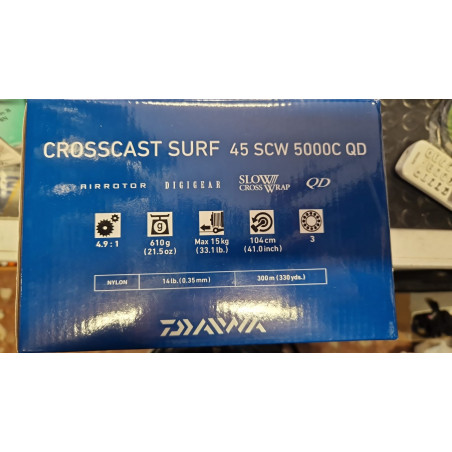 CROSSCAST SURF 45 SCW 5000C QD
AIRROTOR DIGIGEAR SLOW CROSS WRAP QD
g
4.9 : 1 610g Max 15kg 104cm 3
(21.5oz) (33.1lb.) (41.0inch)
NYLON 14lb.(0.35mm) 300m(330yds.)
DAIWA